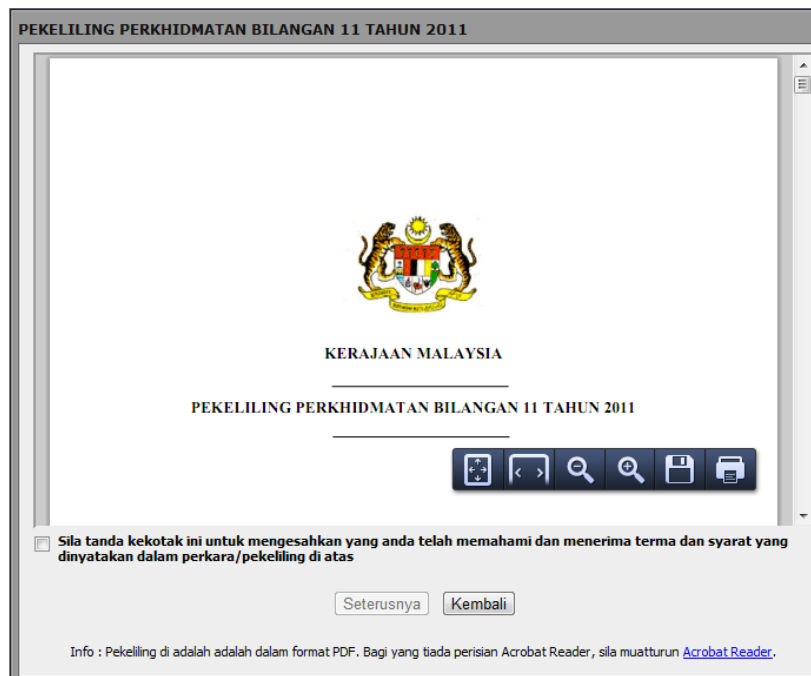 PEKELILING PERKHIDMATAN BILANGAN 11 TAHUN 2011
KERAJAAN MALAYSIA
PEKELILING PERKHIDMATAN BILANGAN 11 TAHUN 2011
Sila tanda kekotak ini untuk mengesahkan yang anda telah memahami dan menerima terma dan syarat yang
dinyatakan dalam perkara/pekeliling di atas
Seterusnya Kembali
Info : Pekeliling di adalah adalah dalam format PDF. Bagi yang tiada perisian Acrobat Reader, sila muatturun Acrobat Reader.